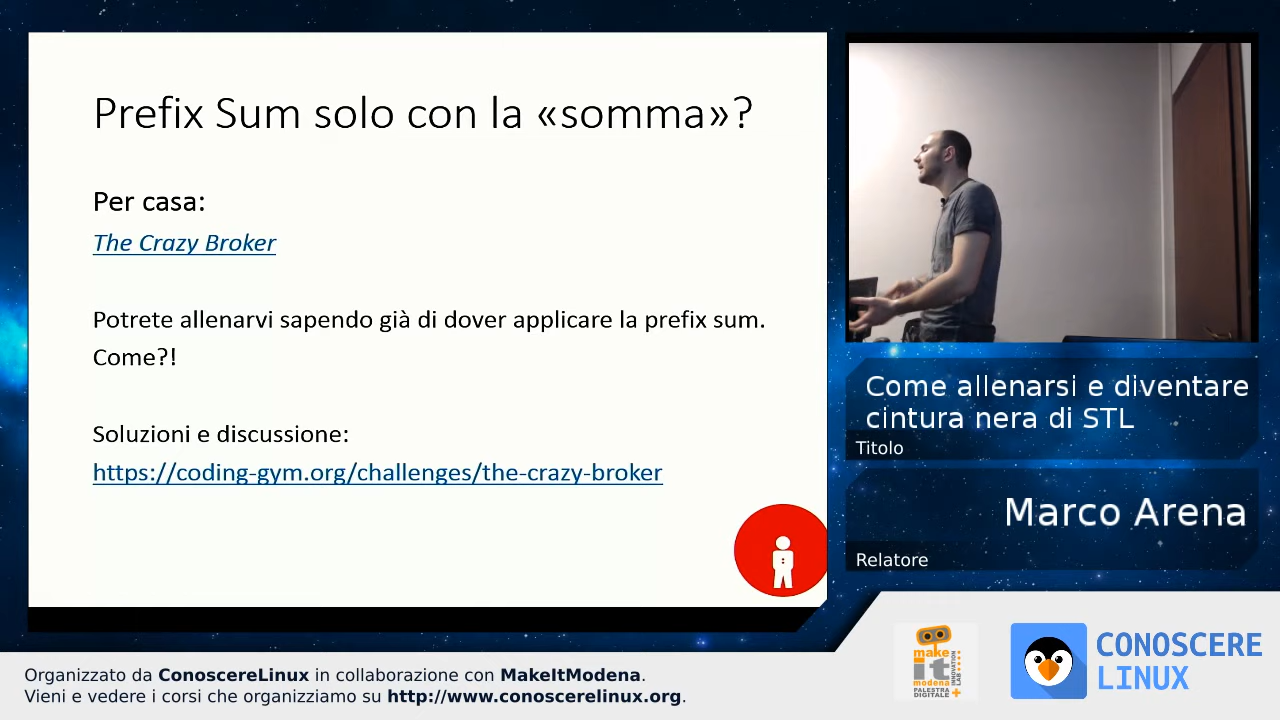 Prefix Sum solo con la «somma»?
Per casa:
The Crazy Broker
Potrete allenarvi sapendo già di dover applicare la prefix sum.
Come?!
Soluzioni e discussione:
https://coding-gym.org/challenges/the-crazy-broker
Come allenarsi e diventare
cintura nera di STL
Titolo
Marco Arena
Relatore
make
it
modena
PALESTRA
DIGITALE
INNOVATION
LAB
CONOSCERE
LINUX
Organizzato da ConoscereLinux in collaborazione con MakeItModena.
Vieni e vedere i corsi che organizziamo su http://www.conoscerelinux.org.